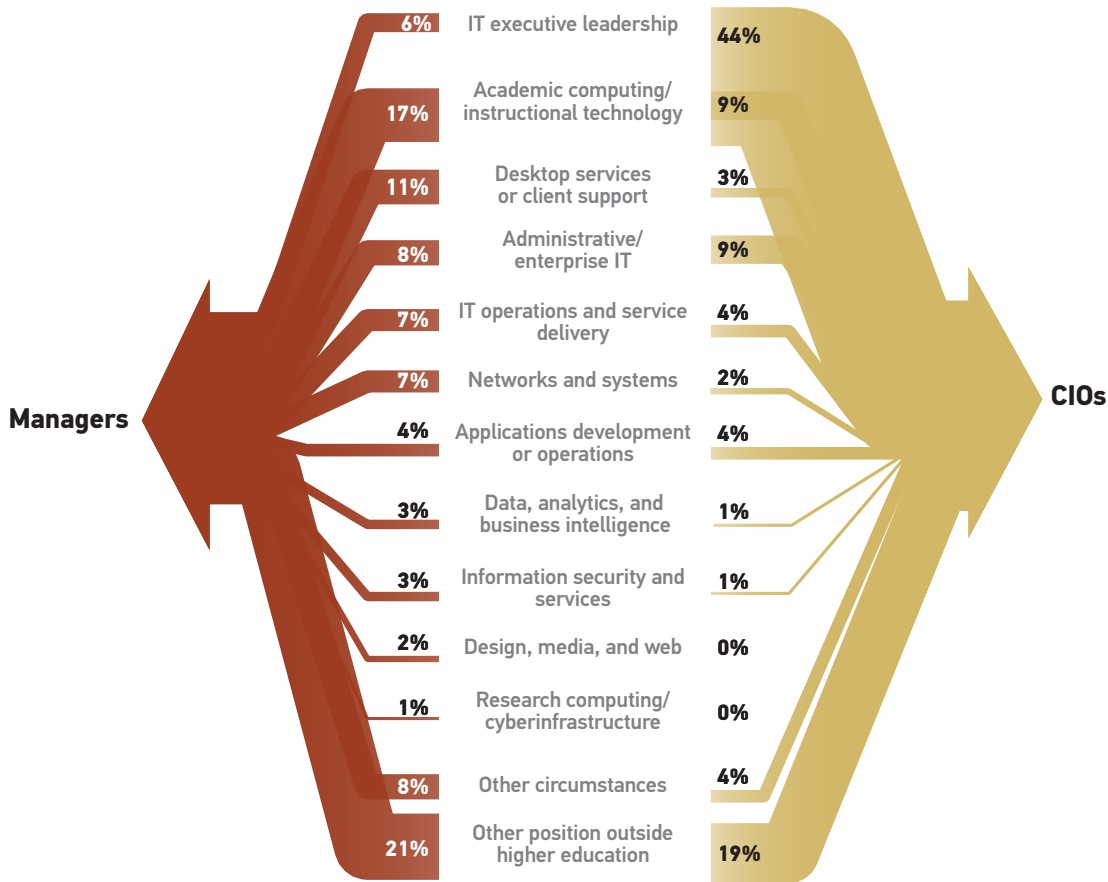 6% IT executive leadership 44%
Academic computing/
17% instructional technology 9%
Desktop services
11% or client support 3%
Administrative/
8% enterprise IT 9%
IT operations and service
7% delivery 4%
7% Networks and systems 2%
Managers
CIOs
4% Applications development 4%
or operations
3% Data, analytics, and 1%
business intelligence
3% Information security and 1%
services
2% Design, media, and web 0%
1% Research computing/ 0%
cyberinfrastructure
8% Other circumstances 4%
Other position outside
21% higher education 19%